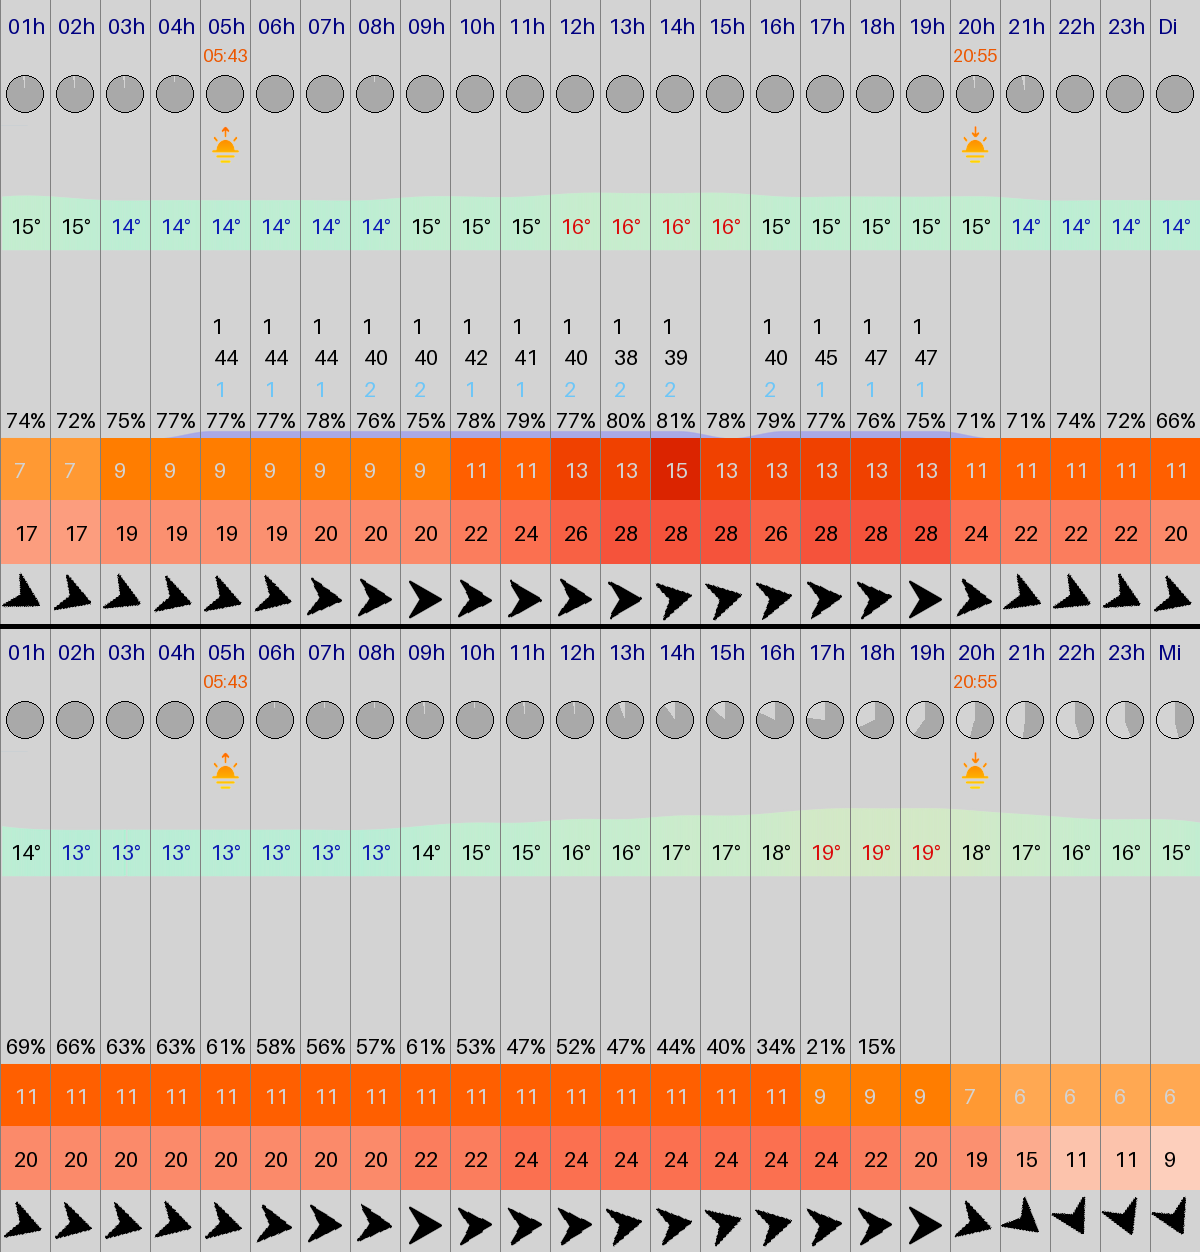 01h 02h 03h 04h 05h 06h 07h 08h 09h 10h 11h 12h 13h 14h 15h 16h 17h 18h 19h 20h 21h 22h 23h Di
05:43 20:55
15° 15° 14° 14° 14° 14° 14° 14° 15° 15° 15° 16° 16° 16° 16° 15° 15° 15° 15° 15° 14° 14° 14° 14°
1 1 1 1 1 1 1 1 1 1 1 1 1 1
44 44 44 40 40 42 41 40 38 39 40 45 47 47
1 1 1 2 2 1 1 2 2 2 2 1 1 1
74% 72% 75% 77% 77% 77% 78% 76% 75% 78% 79% 77% 80% 81% 78% 79% 77% 76% 75% 71% 71% 74% 72% 66%
7 7 9 9 9 9 9 9 9 11 11 13 13 15 13 13 13 13 13 11 11 11 11 11
17 17 19 19 19 19 20 20 20 22 24 26 28 28 28 26 28 28 28 24 22 22 22 20
01h 02h 03h 04h 05h 06h 07h 08h 09h 10h 11h 12h 13h 14h 15h 16h 17h 18h 19h 20h 21h 22h 23h Mi
05:43 20:55
14° 13° 13° 13° 13° 13° 13° 13° 14° 15° 15° 16° 16° 17° 17° 18° 19° 19° 19° 18° 17° 16° 16° 15°
69% 66% 63% 63% 61% 58% 56% 57% 61% 53% 47% 52% 47% 44% 40% 34% 21% 15%
11 11 11 11 11 11 11 11 11 11 11 11 11 11 11 11 9 9 9 7 6 6 6 6
20 20 20 20 20 20 20 20 22 22 24 24 24 24 24 24 24 22 20 19 15 11 11 9